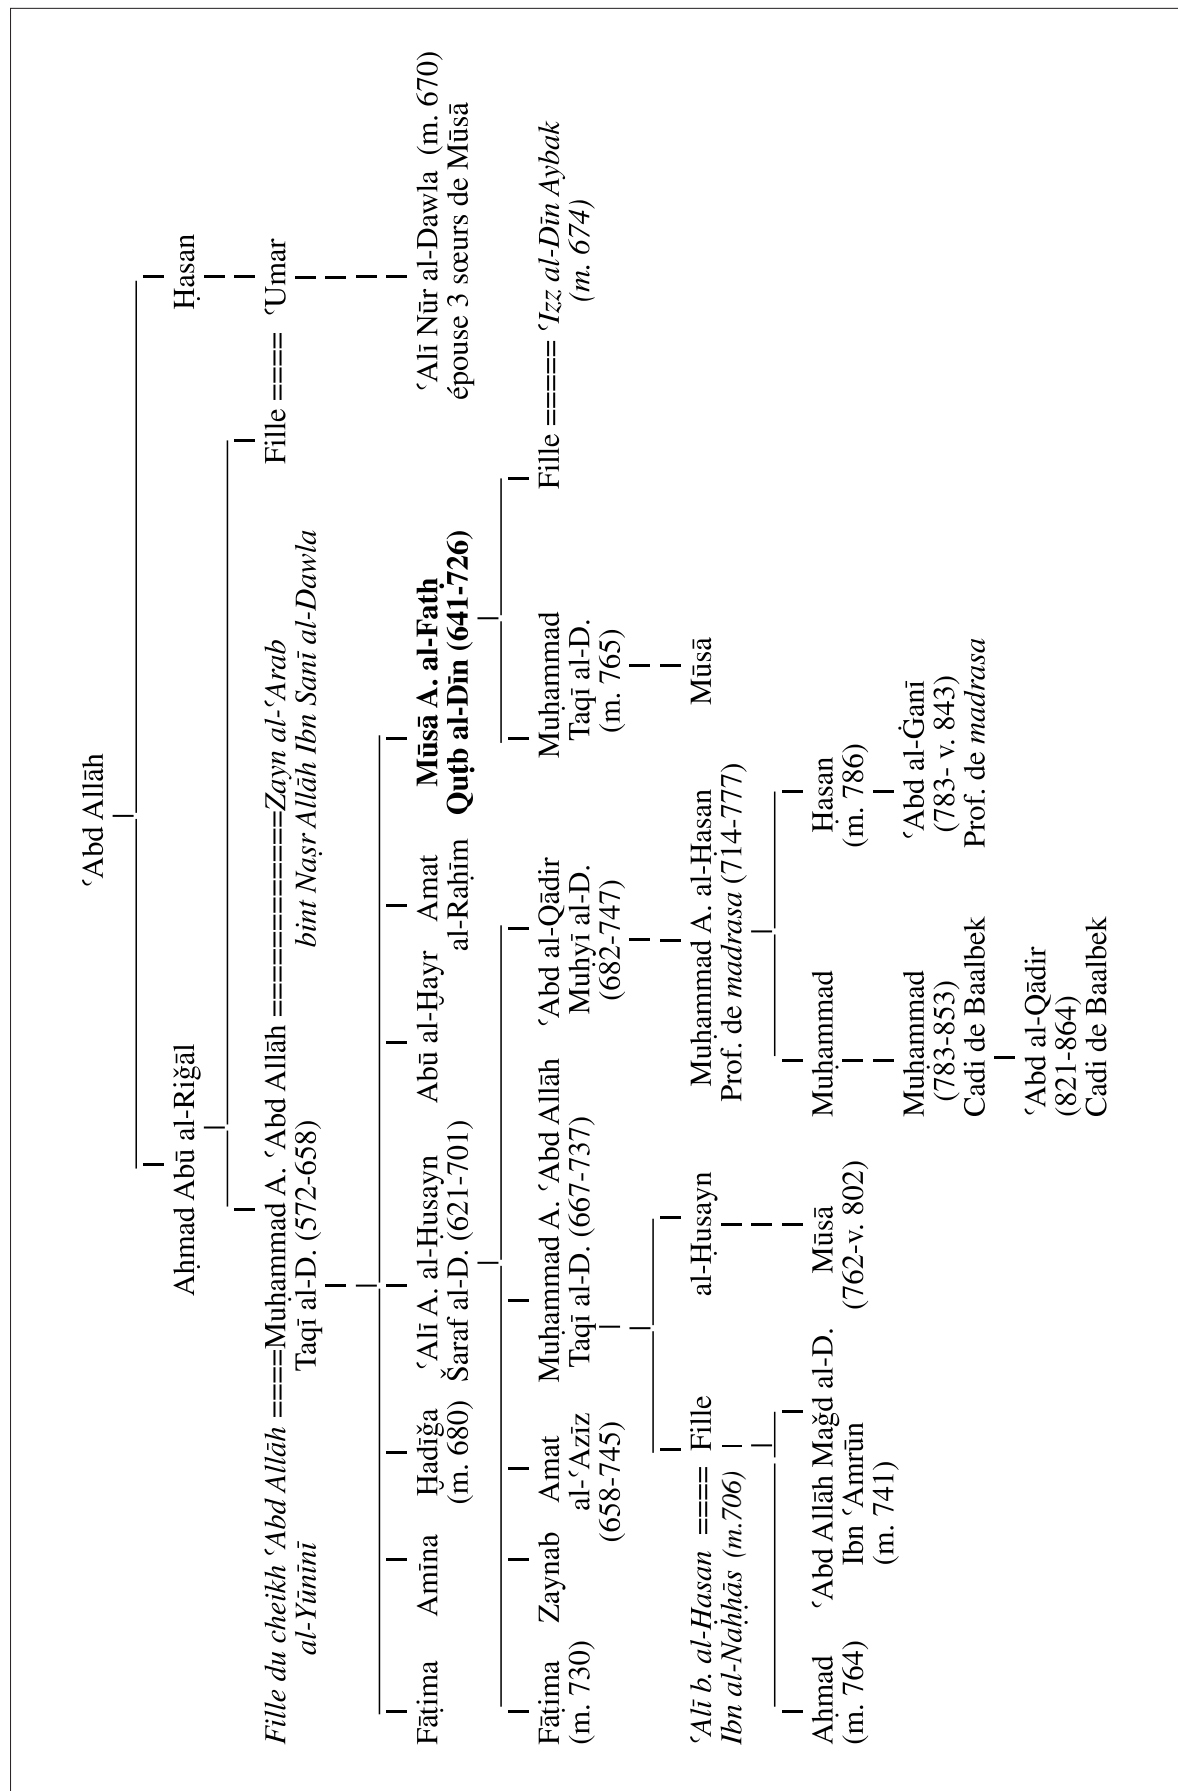 ʿAbd Allāh
Aḥmad Abū al-Riǧāl
Ḥasan
Fille du cheikh ʿAbd Allāh ====Muḥammad A. ʿAbd Allāh ============Zayn al-ʿArab
al-Yūnīnī
Taqī al-D. (572-658)
bint Naṣr Allāh Ibn Sanī al-Dawla
Fille ==== ʿUmar
Fāṭima
Amīna
Ḫadīǧa
(m. 680)
ʿAlī A. al-Ḥusayn
Šaraf al-D. (621-701)
Abū al-Ḫayr
Amat
al-Raḥīm
Mūsā A. al-Fatḥ
Quṭb al-Dīn (641-726)
ʿAlī Nūr al-Dawla (m. 670)
épouse 3 sœurs de Mūsā
Fāṭima
(m. 730)
Zaynab
Amat
al-ʿAzīz
(658-745)
Muḥammad A. ʿAbd Allāh
Taqī al-D. (667-737)
ʿAbd al-Qādir
Muḥyī al-D.
(682-747)
Muḥammad
Taqī al-D.
(m. 765)
Fille ====== ʿIzz al-Dīn Aybak
(m. 674)
ʿAlī b. al-Ḥasan ==== Fille
Ibn al-Naḥḥās (m.706)
al-Ḥusayn
Muḥammad A. al-Ḥasan
Prof. de madrasa (714-777)
Mūsā
Aḥmad
(m. 764)
ʿAbd Allāh Maǧd al-D.
Ibn ʿAmrūn
(m. 741)
Mūsā
(762-v. 802)
Muḥammad
Ḥasan
(m. 786)
Muḥammad
(783-853)
Cadi de Baalbek
ʿAbd al-Ġanī
(783- v. 843)
Prof. de madrasa
ʿAbd al-Qādir
(821-864)
Cadi de Baalbek